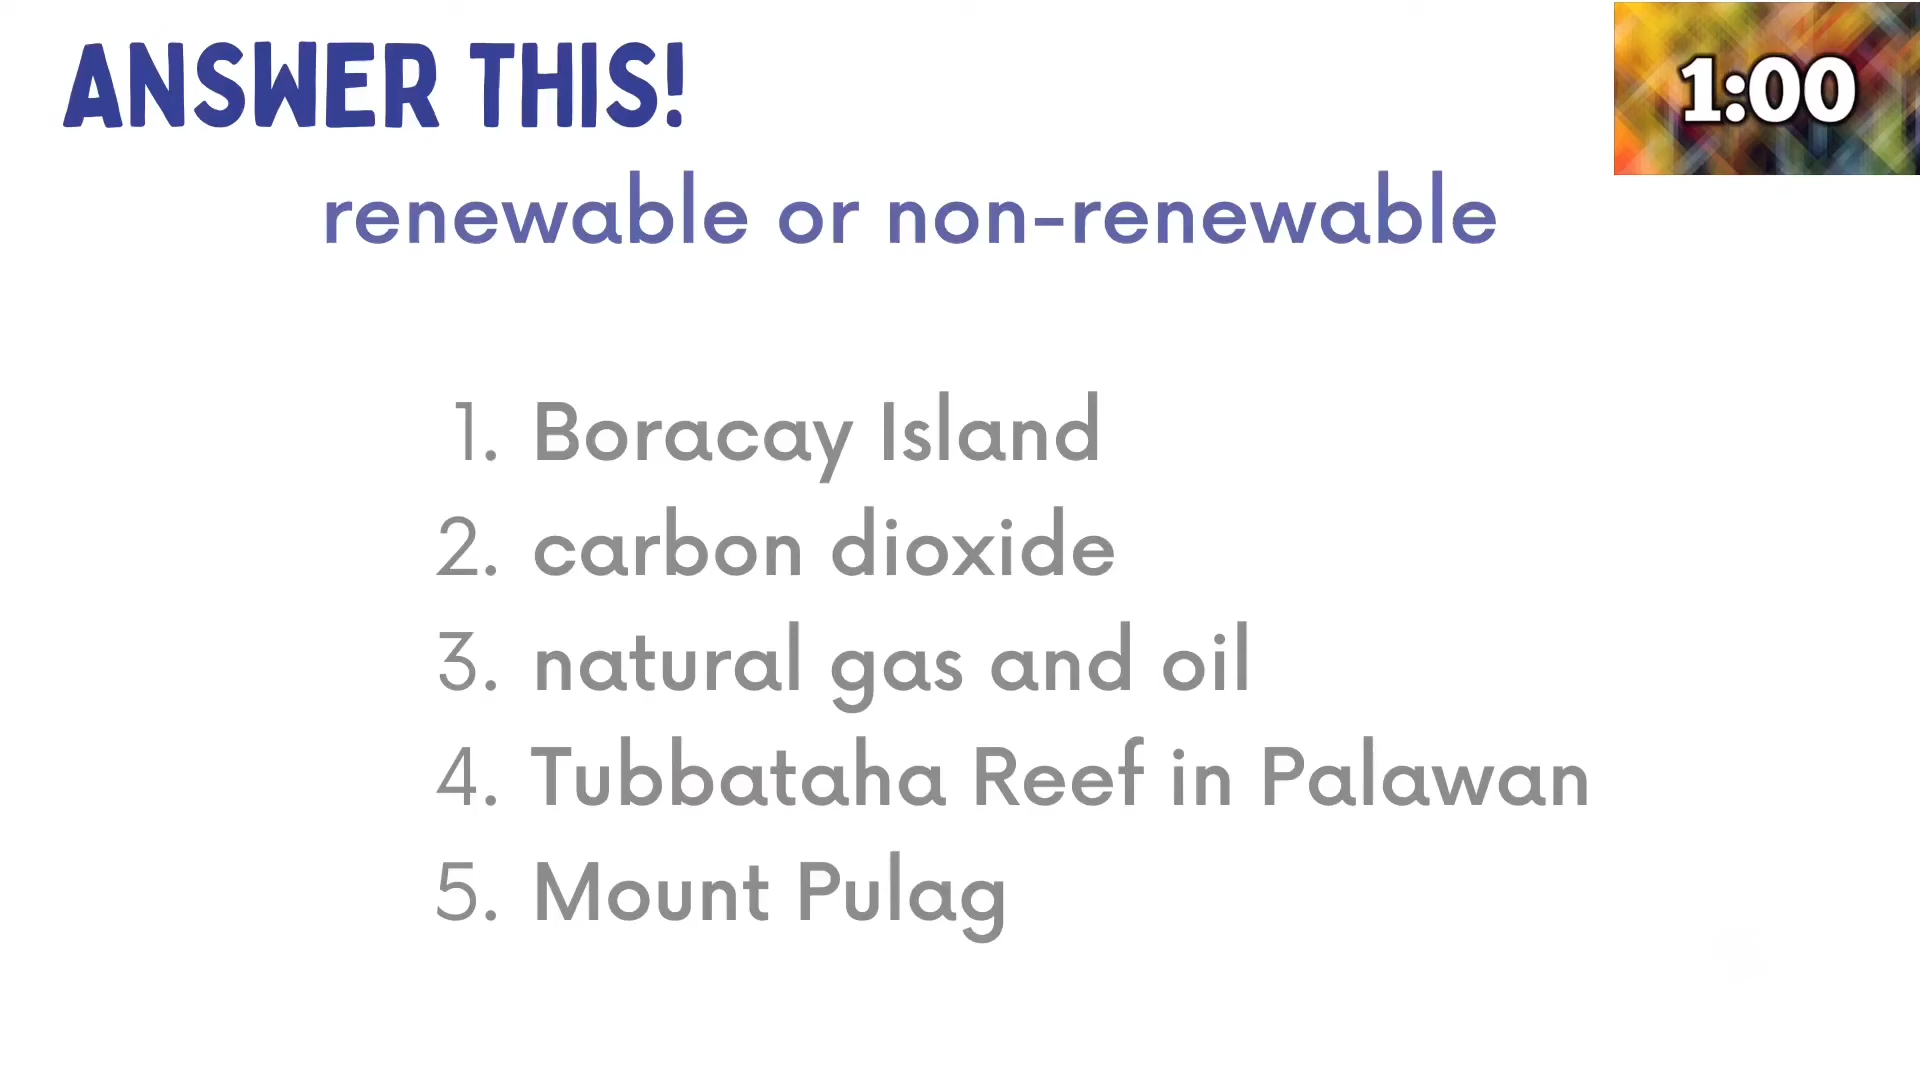 ANSWER THIS!
1:00
renewable or non-renewable
1. Boracay Island
2. carbon dioxide
3. natural gas and oil
4. Tubbataha Reef in Palawan
5. Mount Pulag